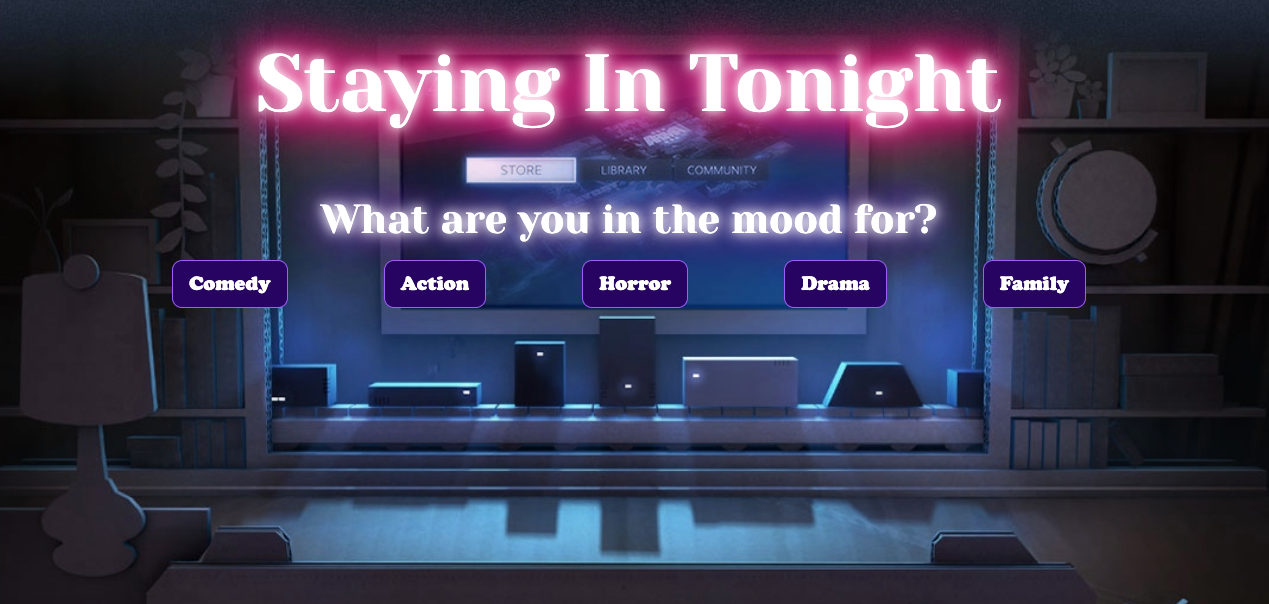 Staying In Tonight
STORE LIBRARY COMMUNITY
What are you in the mood for?
Comedy Action Horror Drama Family